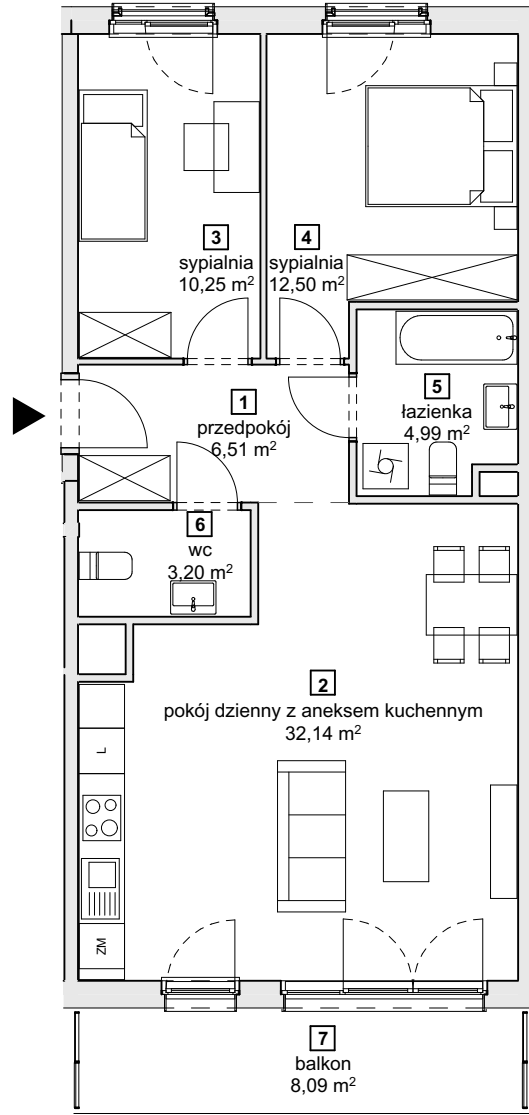 3
sypialnia
10,25 m²
4
sypialnia
12,50 m²
1
przedpokój
6,51 m²
5
łazienka
4,99 m²
6
wc
3,20 m²
2
pokój dzienny z aneksem kuchennym
32,14 m²
L
ZM
7
balkon
8,09 m²